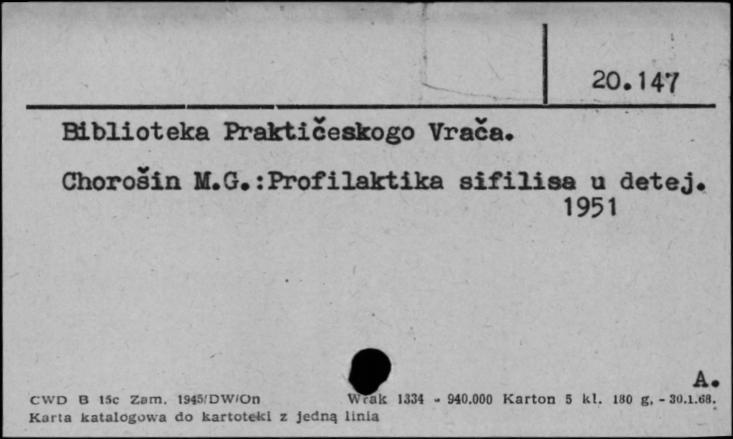 20.147
Biblioteka Praktičeskogo Vrača.
Chorošin M.G.:Profilaktika sifilisa u detej.
1951
A.
CWD B 15c Zam. 1945/DW/On Wrak 1334 - 940.000 Karton 5 kl. 180 g. - 30.1.68.
Karta katalogowa do kartoteki z jedną linia